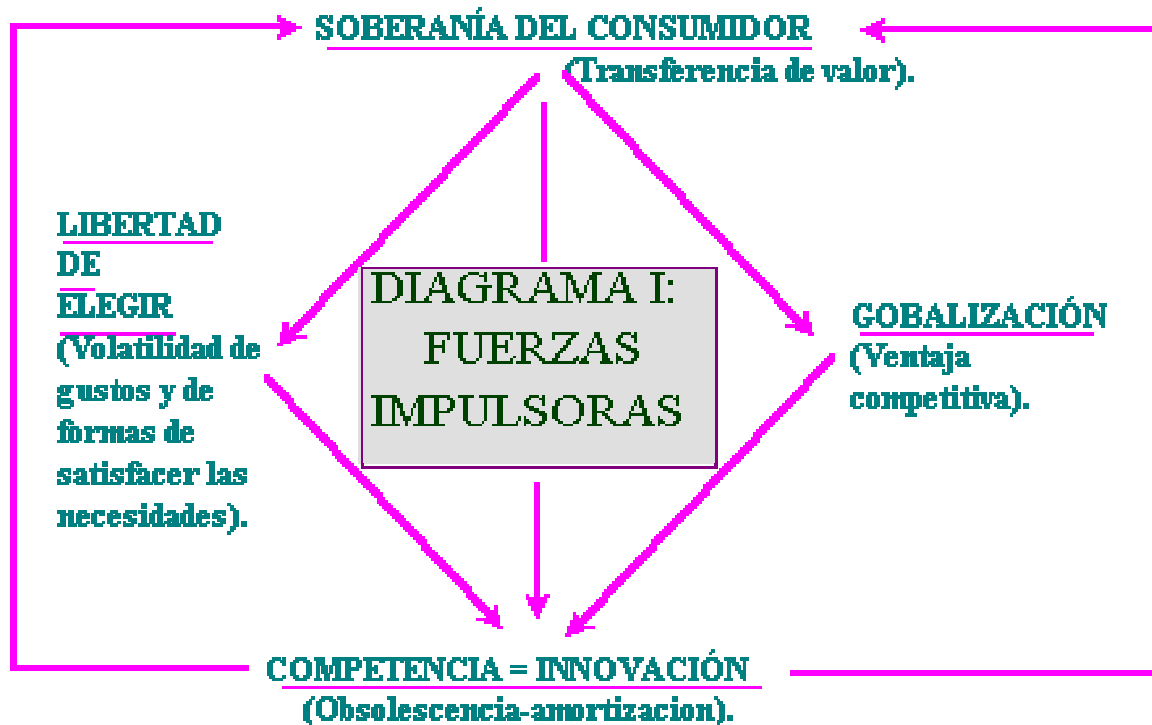 SOBERANÍA DEL CONSUMIDOR
(Transferencia de valor).
LIBERTAD
DE
ELEGIR
(Volatilidad de
gustos y de
formas de
satisfacer las
necesidades).
DIAGRAMA I:
FUERZAS
IMPULSORAS
GOBALIZACIÓN
(Ventaja
competitiva).
COMPETENCIA = INNOVACIÓN
(Obsolescencia-amortizacion).